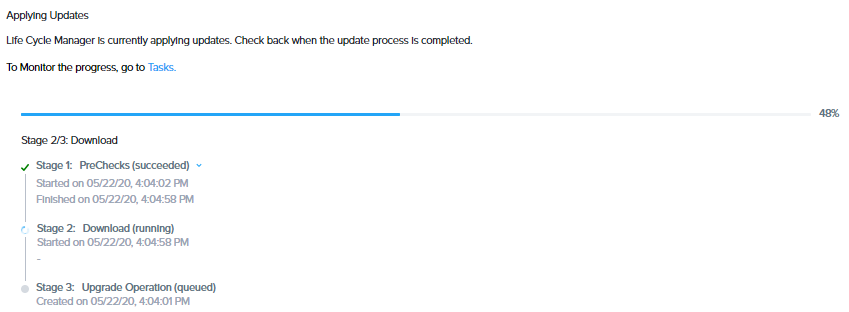 Applying Updates
Life Cycle Manager is currently applying updates. Check back when the update process is completed.
To Monitor the progress, go to Tasks.
48%
Stage 2/3: Download
Stage 1: PreChecks (succeeded)
Started on 05/22/20, 4:04:02 PM
Finished on 05/22/20, 4:04:58 PM
Stage 2: Download (running)
Started on 05/22/20, 4:04:58 PM
-
Stage 3: Upgrade Operation (queued)
Created on 05/22/20, 4:04:01 PM